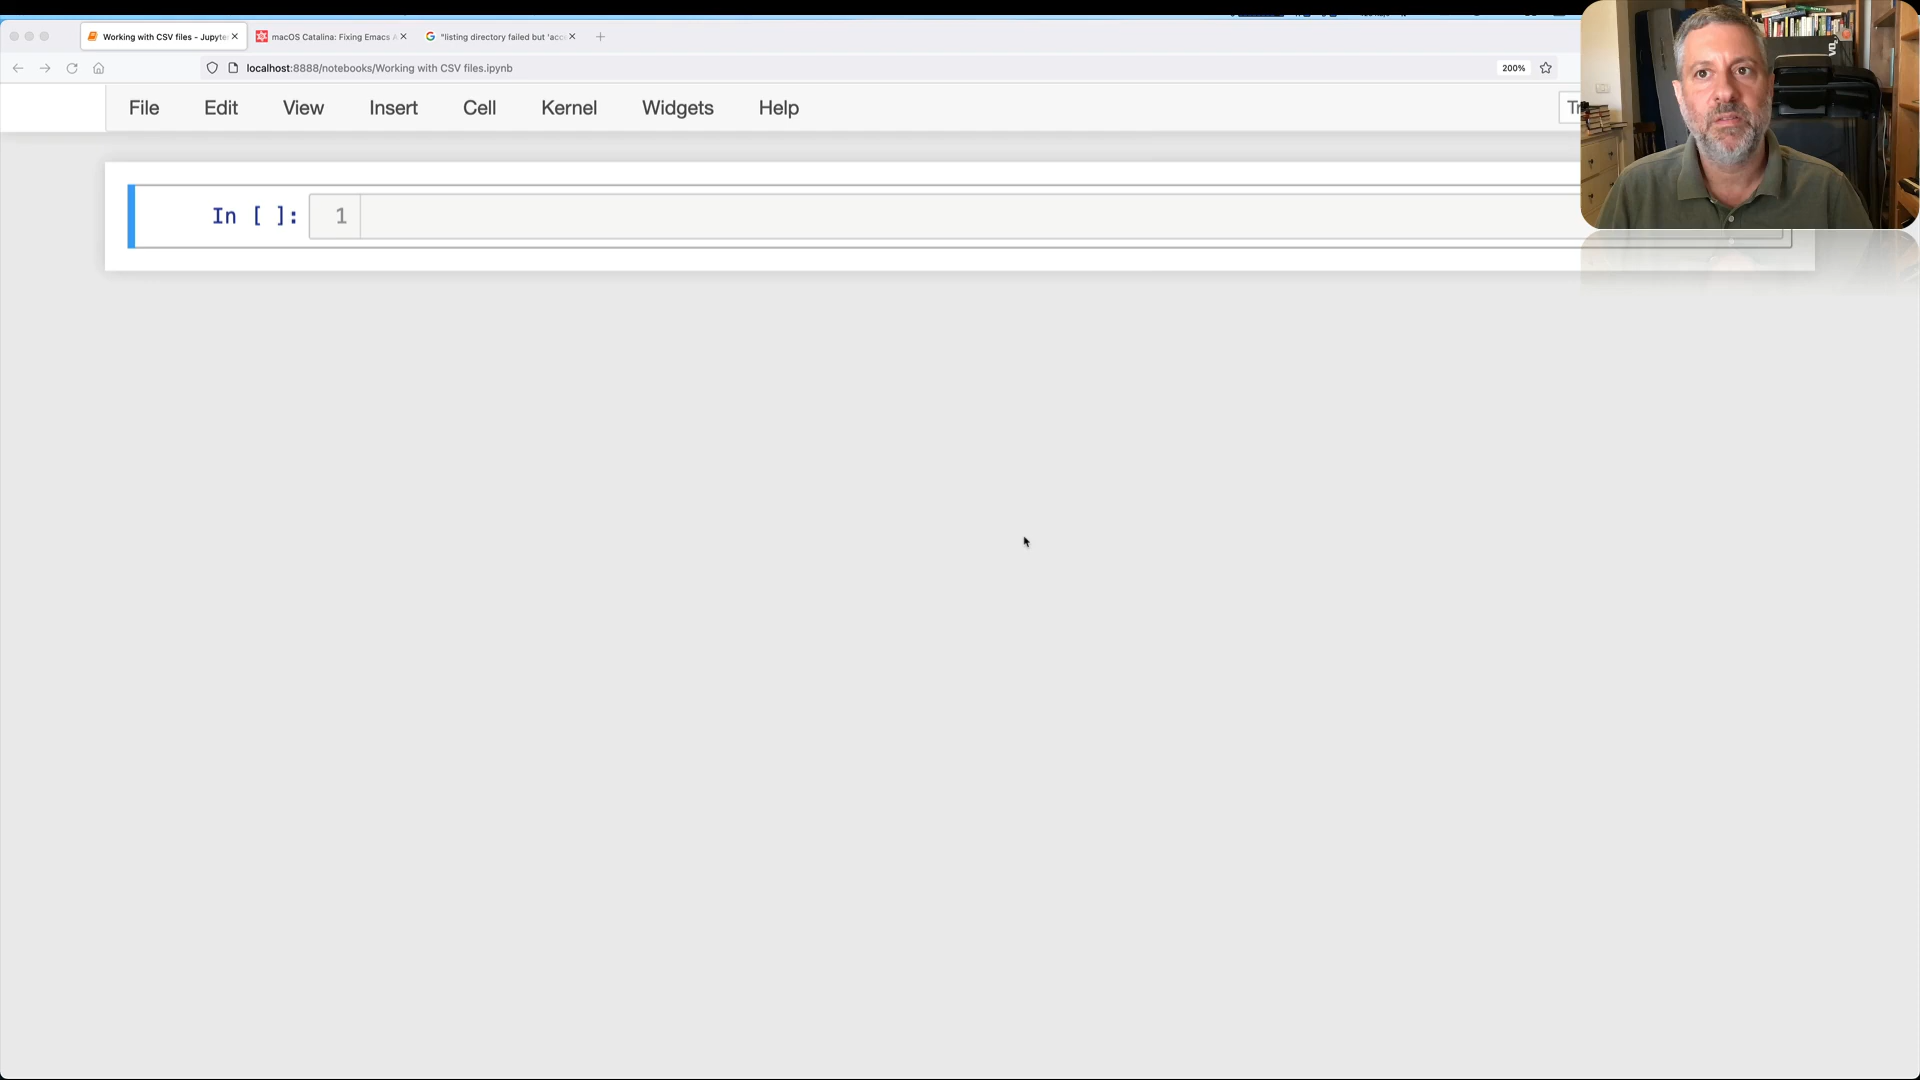 Working with CSV files - Jupyte
macOS Catalina: Fixing Emacs
"listing directory failed but 'acc
localhost:8888/notebooks/Working with CSV files.ipynb
200%
File Edit View Insert Cell Kernel Widgets Help
In [ ]: 1